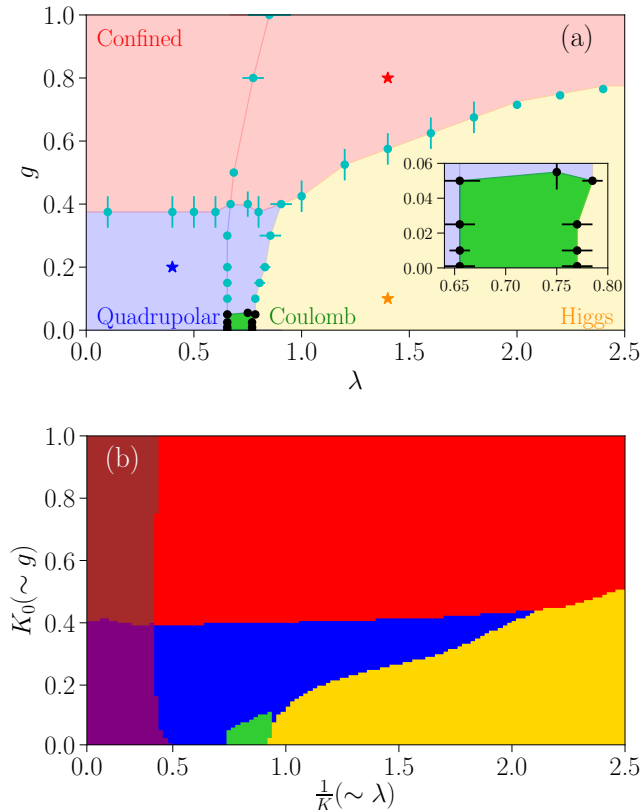 Confined
(a)
1.0
0.8
0.6
0.4
0.2
0.0
g
0.06
0.04
0.02
0.00
0.65 0.70 0.75 0.80
Quadrupolar
Coulomb
Higgs
0.0 0.5 1.0 1.5 2.0 2.5
λ
(b)
1.0
0.8
0.6
0.4
0.2
0.0
K₀(∼ g)
0.0 0.5 1.0 1.5 2.0 2.5
1/K(∼ λ)